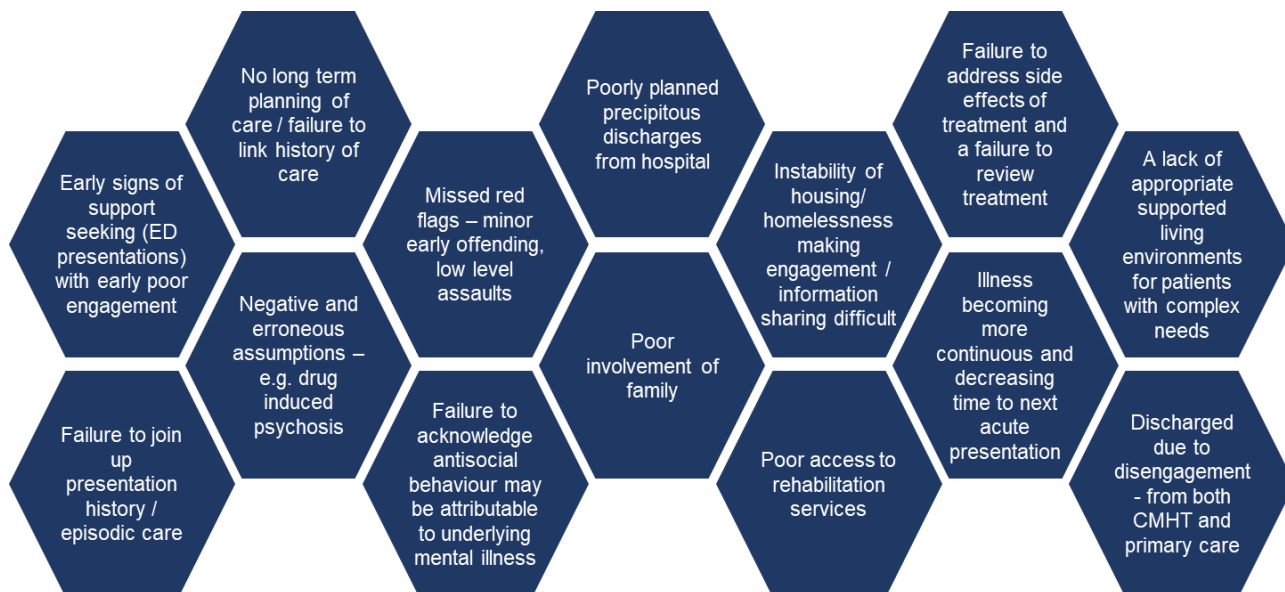 Early signs of
support
seeking (ED
presentations)
with early poor
engagement
Failure to join
up
presentation
history /
episodic care
No long term
planning of
care / failure to
link history of
care
Negative and
erroneous
assumptions –
e.g. drug
induced
psychosis
Missed red
flags – minor
early offending,
low level
assaults
Failure to
acknowledge
antisocial
behaviour may
be attributable
to underlying
mental illness
Poorly planned
precipitous
discharges
from hospital
Poor
involvement of
family
Instability of
housing/
homelessness
making
engagement /
information
sharing difficult
Poor access to
rehabilitation
services
Failure to
address side
effects of
treatment and
a failure to
review
treatment
Illness
becoming
more
continuous and
decreasing
time to next
acute
presentation
A lack of
appropriate
supported
living
environments
for patients
with complex
needs
Discharged
due to
disengagement
- from both
CMHT and
primary care